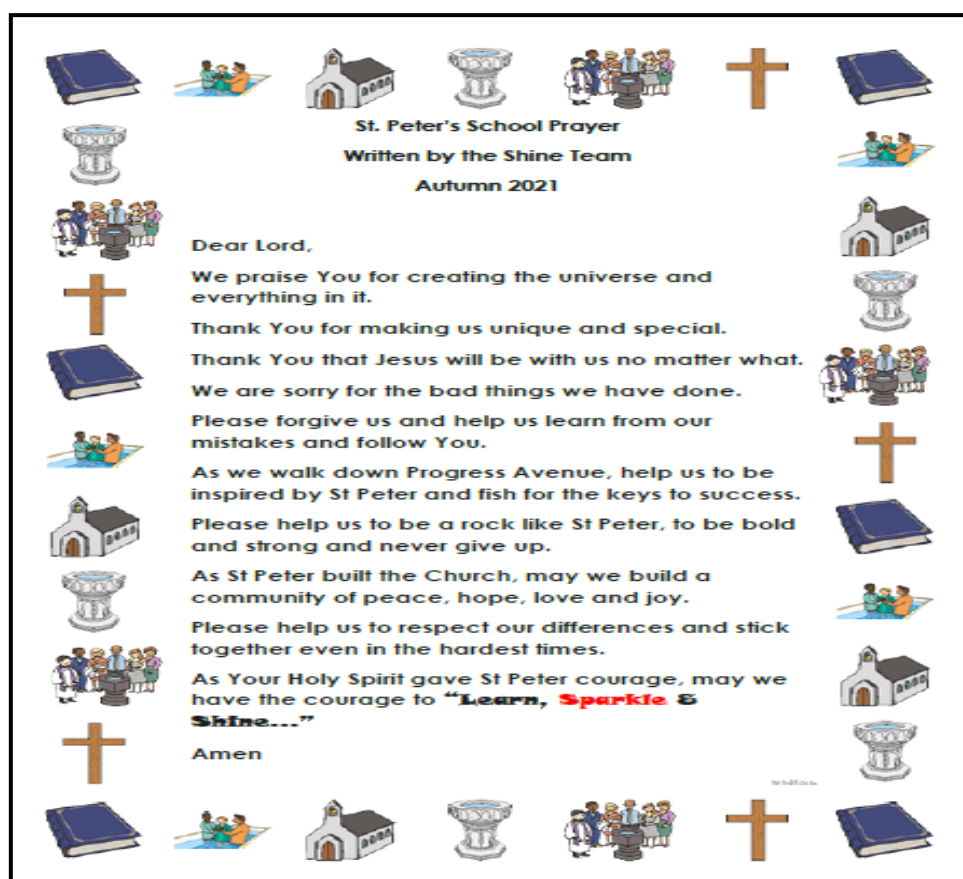 St. Peter's School Prayer
Written by the Shine Team
Autumn 2021
Dear Lord,
We praise You for creating the universe and
everything in it.
Thank You for making us unique and special.
Thank You that Jesus will be with us no matter what.
We are sorry for the bad things we have done.
Please forgive us and help us learn from our
mistakes and follow You.
As we walk down Progress Avenue, help us to be
inspired by St Peter and fish for the keys to success.
Please help us to be a rock like St Peter, to be bold
and strong and never give up.
As St Peter built the Church, may we build a
community of peace, hope, love and joy.
Please help us to respect our differences and stick
together even in the hardest times.
As Your Holy Spirit gave St Peter courage, may we
have the courage to “Learn, Sparkle &
Shine...”
Amen